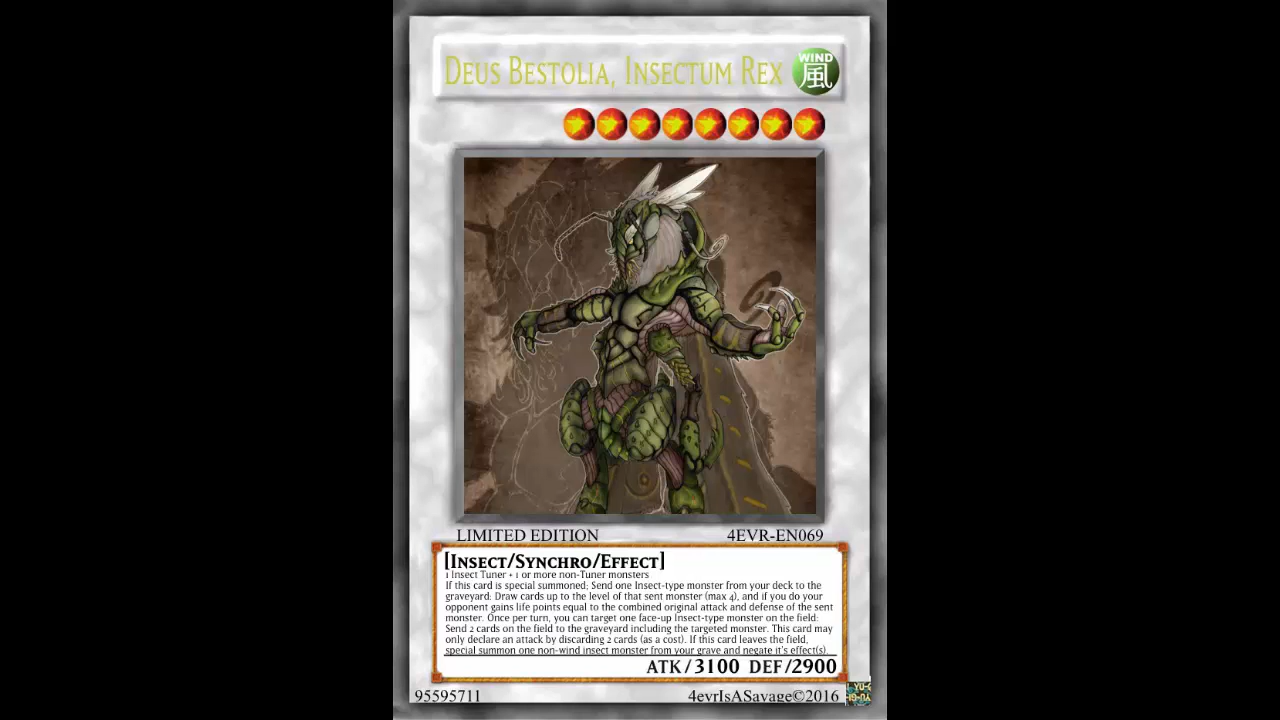 Deus Bestolia, Insectum Rex
WIND
風
LIMITED EDITION 4EVR-EN069
[Insect/Synchro/Effect]
1 Insect Tuner + 1 or more non-Tuner monsters
If this card is special summoned; Send one Insect-type monster from your deck to the
graveyard: Draw cards up to the level of that sent monster (max 4), and if you do your
opponent gains life points equal to the combined original attack and defense of the sent
monster. Once per turn, you can target one face-up Insect-type monster on the field:
Send 2 cards on the field to the graveyard including the targeted monster. This card may
only declare an attack by discarding 2 cards (as a cost). If this card leaves the field,
special summon one non-wind insect monster from your grave and negate it's effect(s).
ATK/3100 DEF/2900
95595711 4evrIsASavage©2016